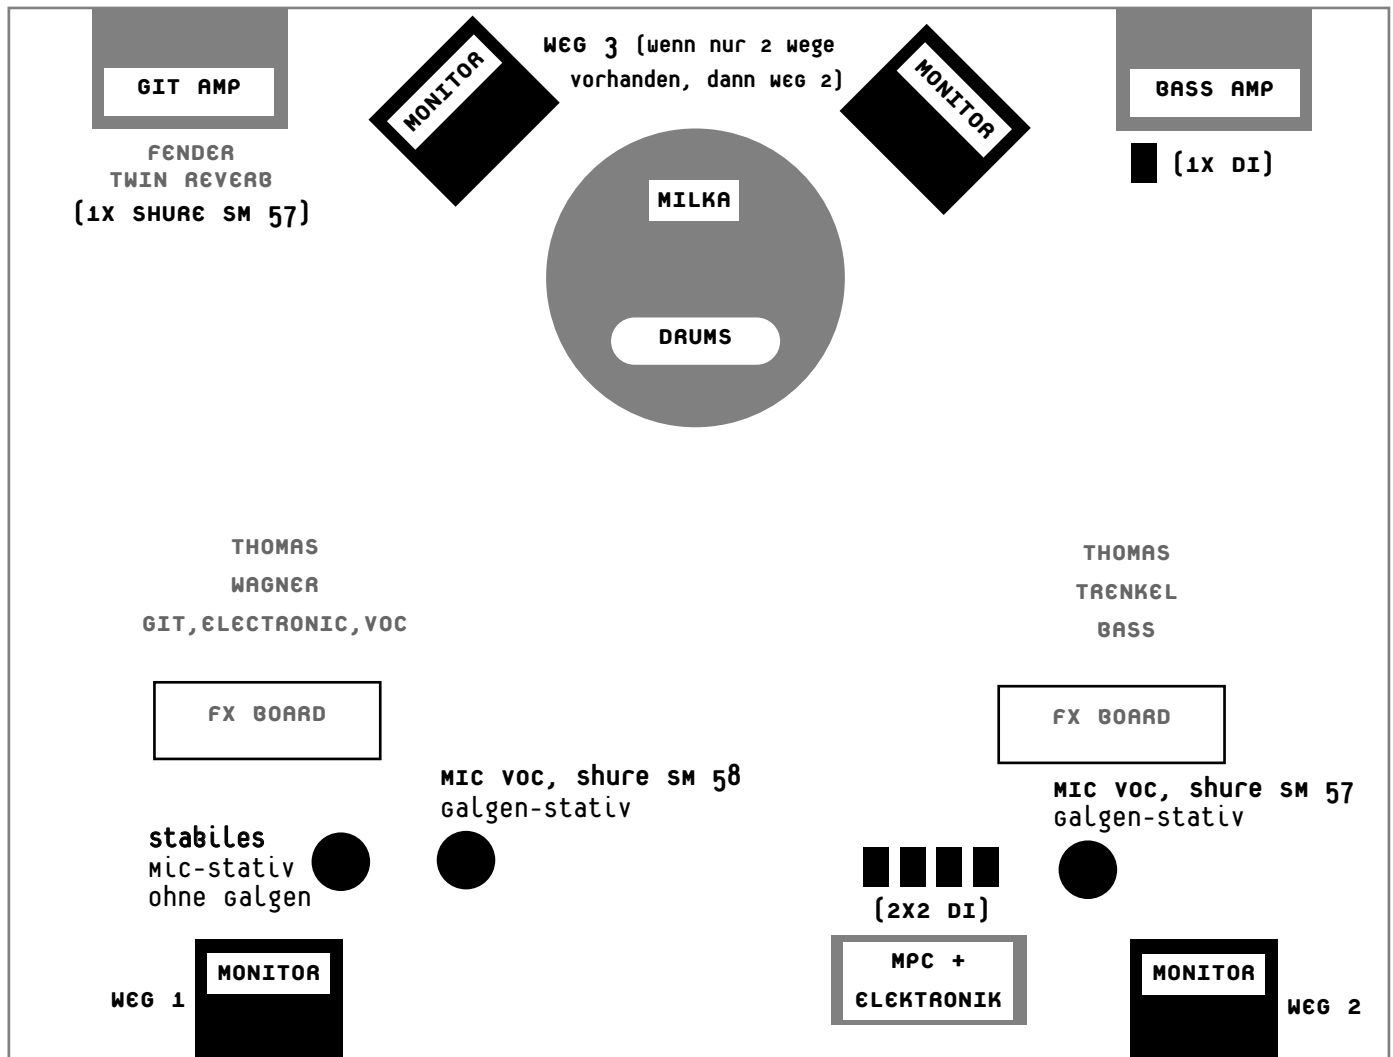 GIT AMP
FENDER
TWIN REVERB
(1X SHURE SM 57)
MONITOR
WEG 3 (wenn nur 2 wege
vorhanden, dann WEG 2)
MONITOR
BASS AMP
(1X DI)
MILKA
DRUMS
THOMAS
WAGNER
GIT,ELECTRONIC,VOC
THOMAS
TRENKEL
BASS
FX BOARD
FX BOARD
MIC VOC, shure SM 58
Galgen-stativ
MIC VOC, shure SM 57
Galgen-stativ
stabiles
Mic-stativ
ohne Galgen
(2X2 DI)
MPC +
ELEKTRONIK
MONITOR
WEG 1
MONITOR
WEG 2